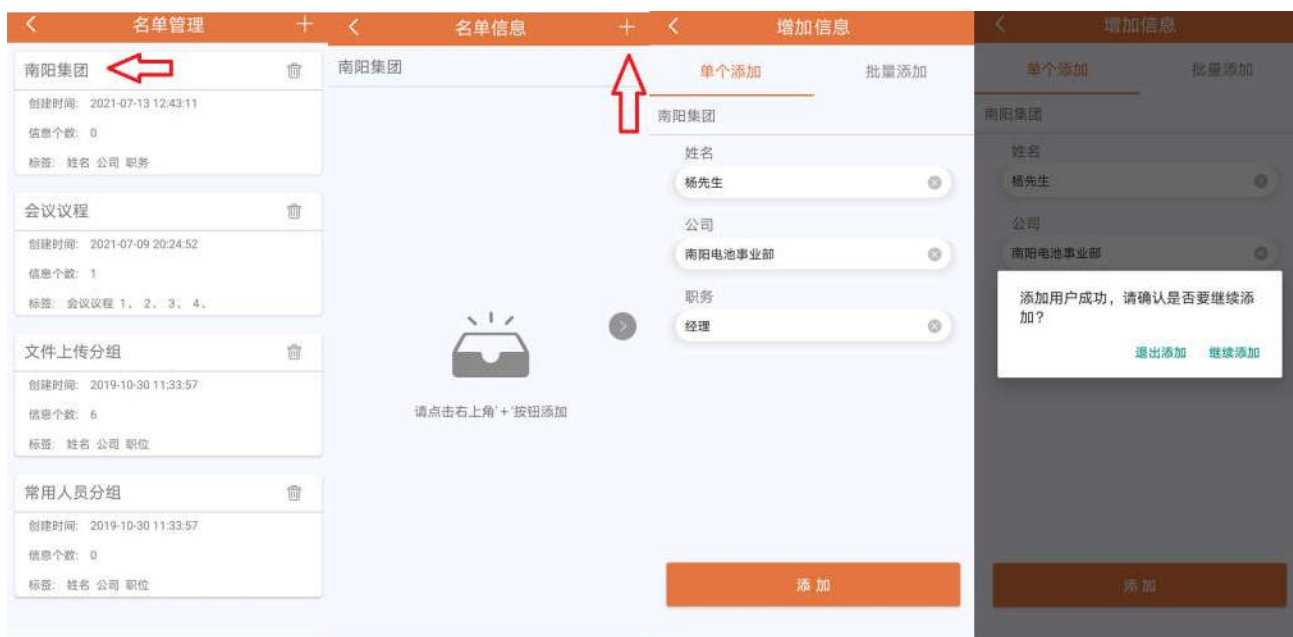 名单管理
南阳集团
创建时间: 2021-07-13 12:43:11
信息个数: 0
标签: 姓名 公司 职务
会议议程
创建时间: 2021-07-09 20:24:52
信息个数: 1
标签: 会议议程 1、 2、 3、 4、
文件上传分组
创建时间: 2019-10-30 11:33:57
信息个数: 6
标签: 姓名 公司 职位
常用人员分组
创建时间: 2019-10-30 11:33:57
信息个数: 0
标签: 姓名 公司 职位
名单信息
南阳集团
请点击右上角'+'按钮添加
增加信息
单个添加 批量添加
南阳集团
姓名
杨先生
公司
南阳电池事业部
职务
经理
添 加
增加信息
单个添加 批量添加
南阳集团
姓名
杨先生
公司
南阳电池事业部
添加用户成功，请确认是否要继续添
加？
退出添加 继续添加
添 加